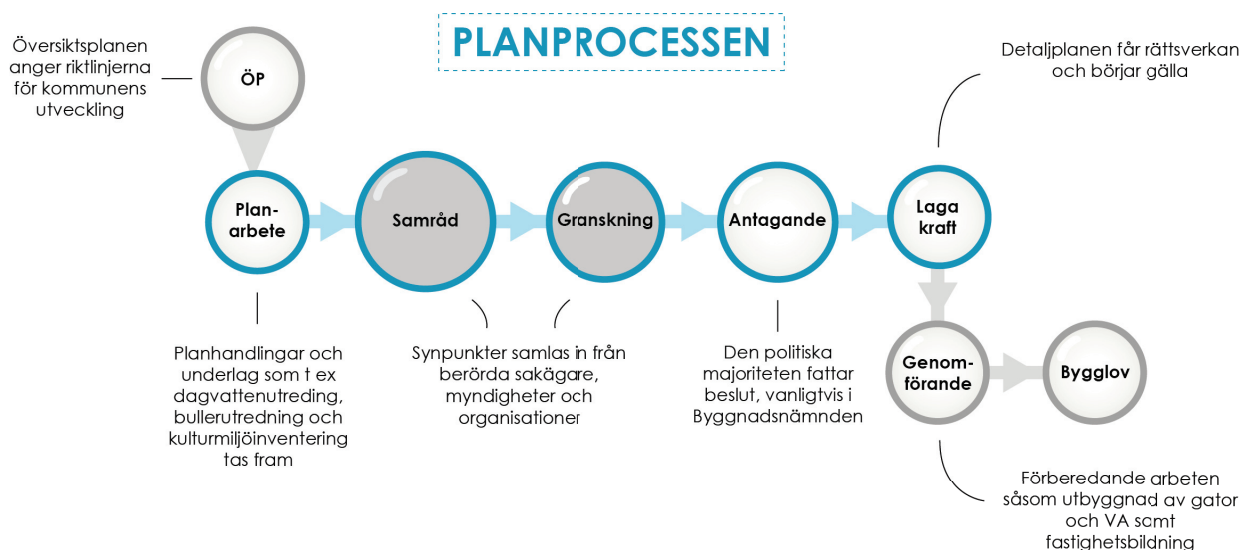 PLANPROCESSEN
Översiktsplanen
anger riktlinjerna
för kommunens
utveckling
ÖP
Detaljplanen får rättsverkan
och börjar gälla
Plan-
arbete
Samråd
Granskning
Antagande
Laga
kraft
Planhandlingar och
underlag som t ex
dagvattenutreding,
bullerutredning och
kulturmiljöinventering
tas fram
Synpunkter samlas in från
berörda sakägare,
myndigheter och
organisationer
Den politiska
majoriteten fattar
beslut, vanligtvis i
Byggnadsnämnden
Genom-
förande
Bygglov
Förberedande arbeten
såsom utbyggnad av gator
och VA samt
fastighetsbildning